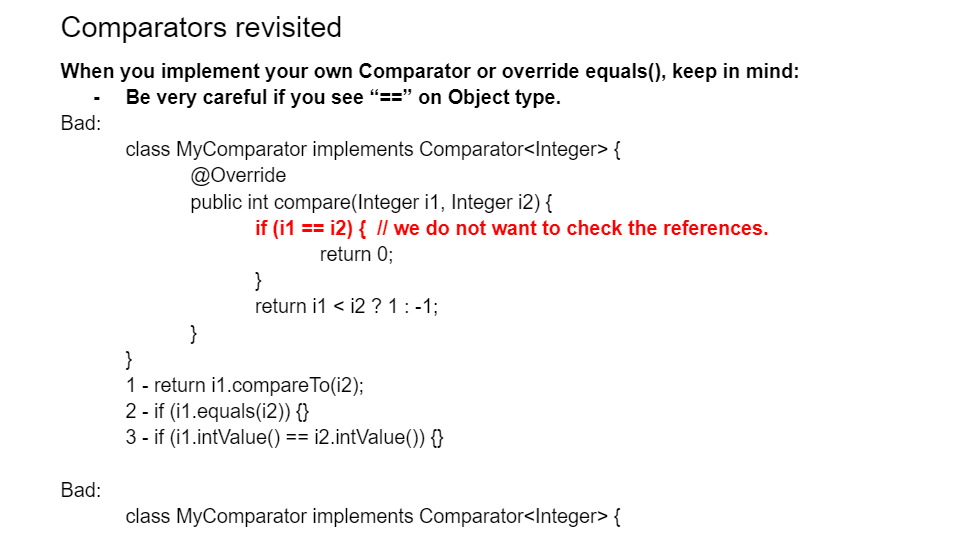 Comparators revisited
When you implement your own Comparator or override equals(), keep in mind:
- Be very careful if you see “==” on Object type.
Bad:
class MyComparator implements Comparator<Integer> {
@Override
public int compare(Integer i1, Integer i2) {
if (i1 == i2) { // we do not want to check the references.
return 0;
}
return i1 < i2 ? 1 : -1;
}
}
1 - return i1.compareTo(i2);
2 - if (i1.equals(i2)) {}
3 - if (i1.intValue() == i2.intValue()) {}
Bad:
class MyComparator implements Comparator<Integer> {